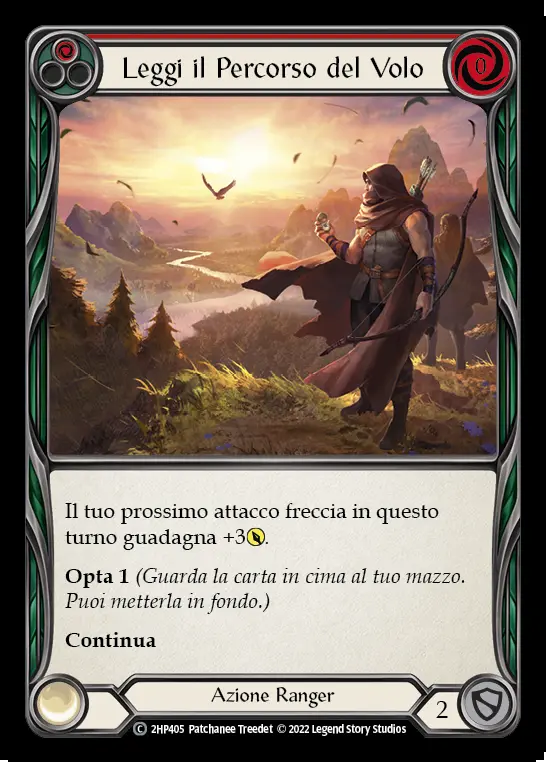 Leggi il Percorso del Volo
0
Il tuo prossimo attacco freccia in questo
turno guadagna +3.
Opta 1 (Guarda la carta in cima al tuo mazzo.
Puoi metterla in fondo.)
Continua
Azione Ranger
2
C 2HP405 Patchanee Treedet © 2022 Legend Story Studios